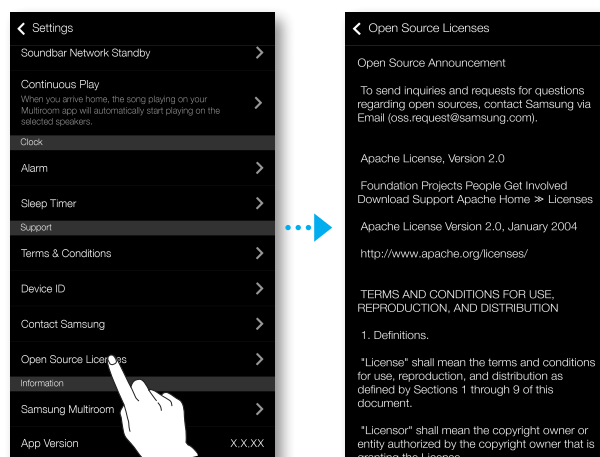 Settings
Soundbar Network Standby
Continuous Play
When you arrive home, the song playing on your
Multiroom app will automatically start playing on the
selected speakers.
Clock
Alarm
Sleep Timer
Support
Terms & Conditions
Device ID
Contact Samsung
Open Source Licenses
Information
Samsung Multiroom
App Version X.X.XX
Open Source Licenses
Open Source Announcement
To send inquiries and requests for questions
regarding open sources, contact Samsung via
Email (oss.request@samsung.com).
Apache License, Version 2.0
Foundation Projects People Get Involved
Download Support Apache Home ≫ Licenses
Apache License Version 2.0, January 2004
http://www.apache.org/licenses/
TERMS AND CONDITIONS FOR USE,
REPRODUCTION, AND DISTRIBUTION
1. Definitions.
"License" shall mean the terms and conditions
for use, reproduction, and distribution as
defined by Sections 1 through 9 of this
document.
"Licensor" shall mean the copyright owner or
entity authorized by the copyright owner that is
granting the License.